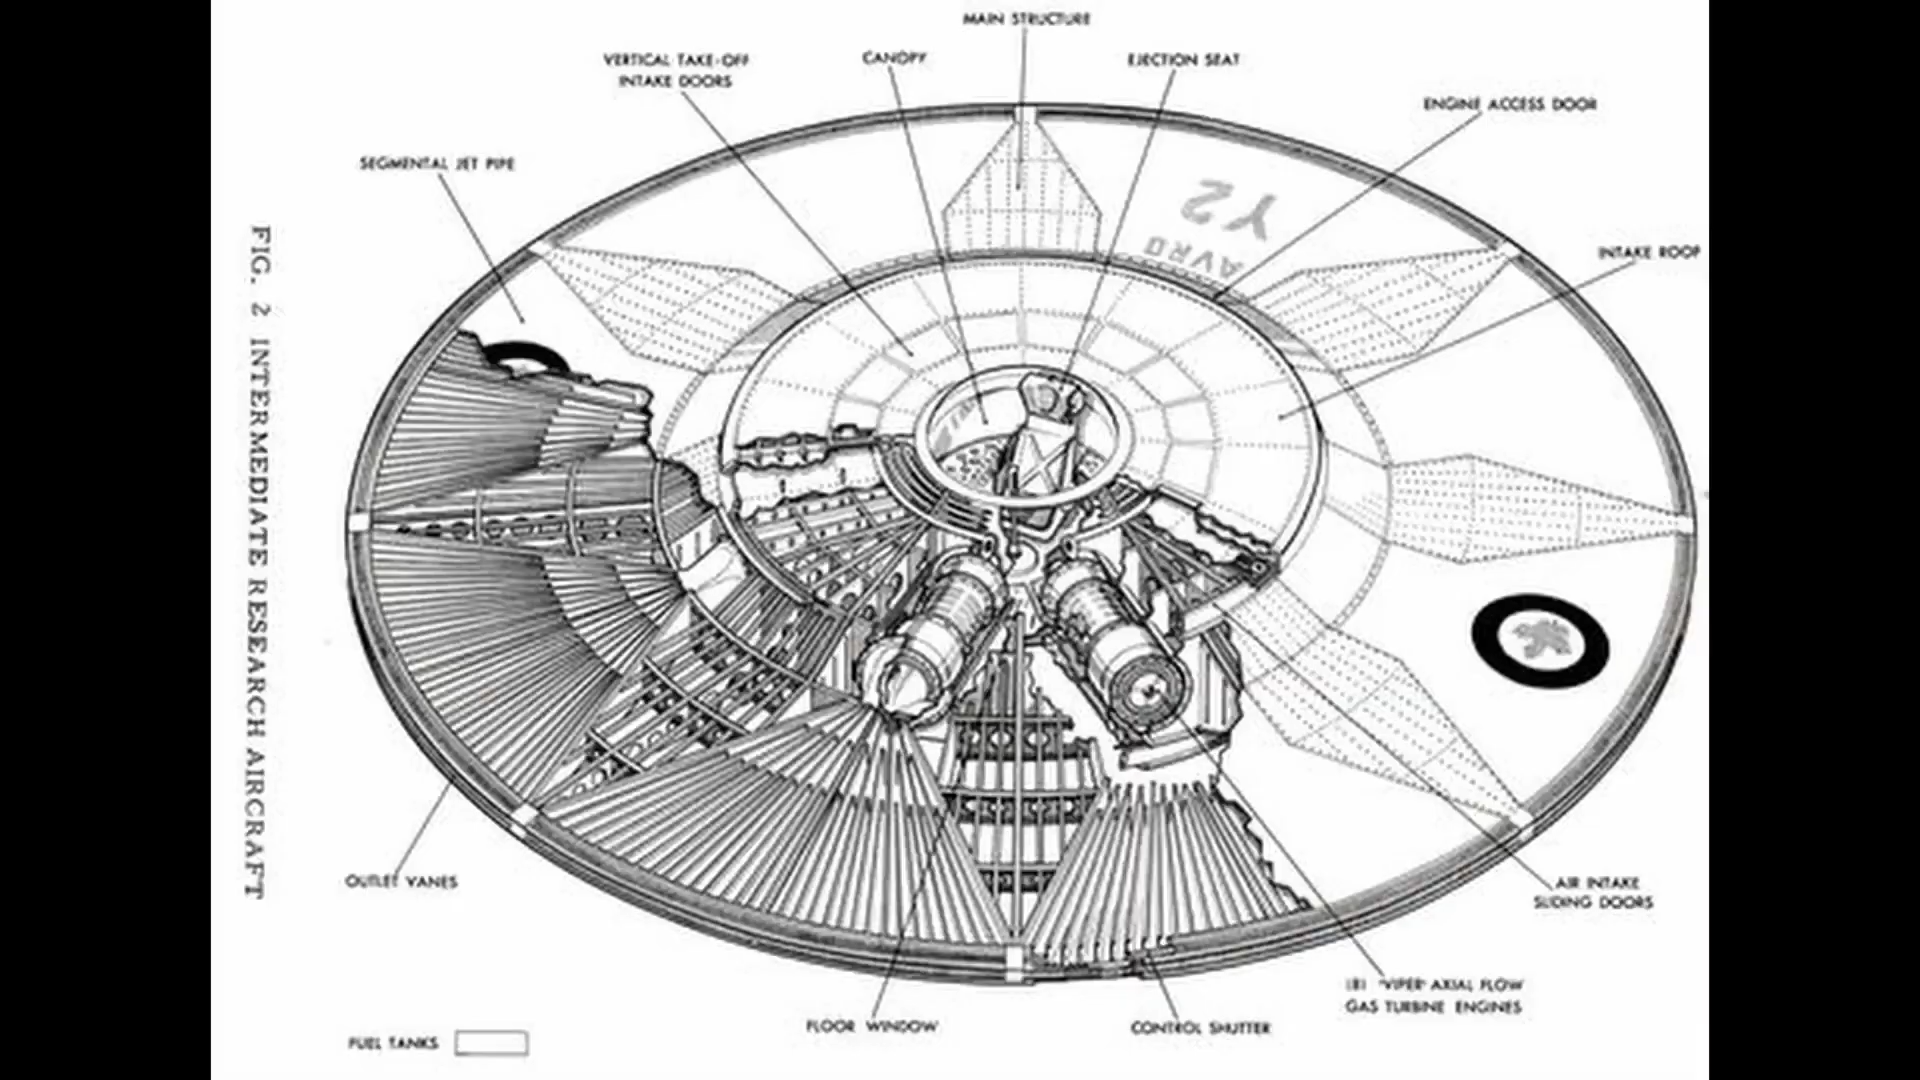 MAIN STRUCTURE
VERTICAL TAKE-OFF
INTAKE DOORS
CANOPY
EJECTION SEAT
ENGINE ACCESS DOOR
SEGMENTAL JET PIPE
AVRO
Y2
INTAKE ROOF
FIG. 2 INTERMEDIATE RESEARCH AIRCRAFT
OUTLET VANES
AIR INTAKE
SLIDING DOORS
(8) 'VIPER' AXIAL FLOW
GAS TURBINE ENGINES
FLOOR WINDOW
CONTROL SHUTTER
FUEL TANKS